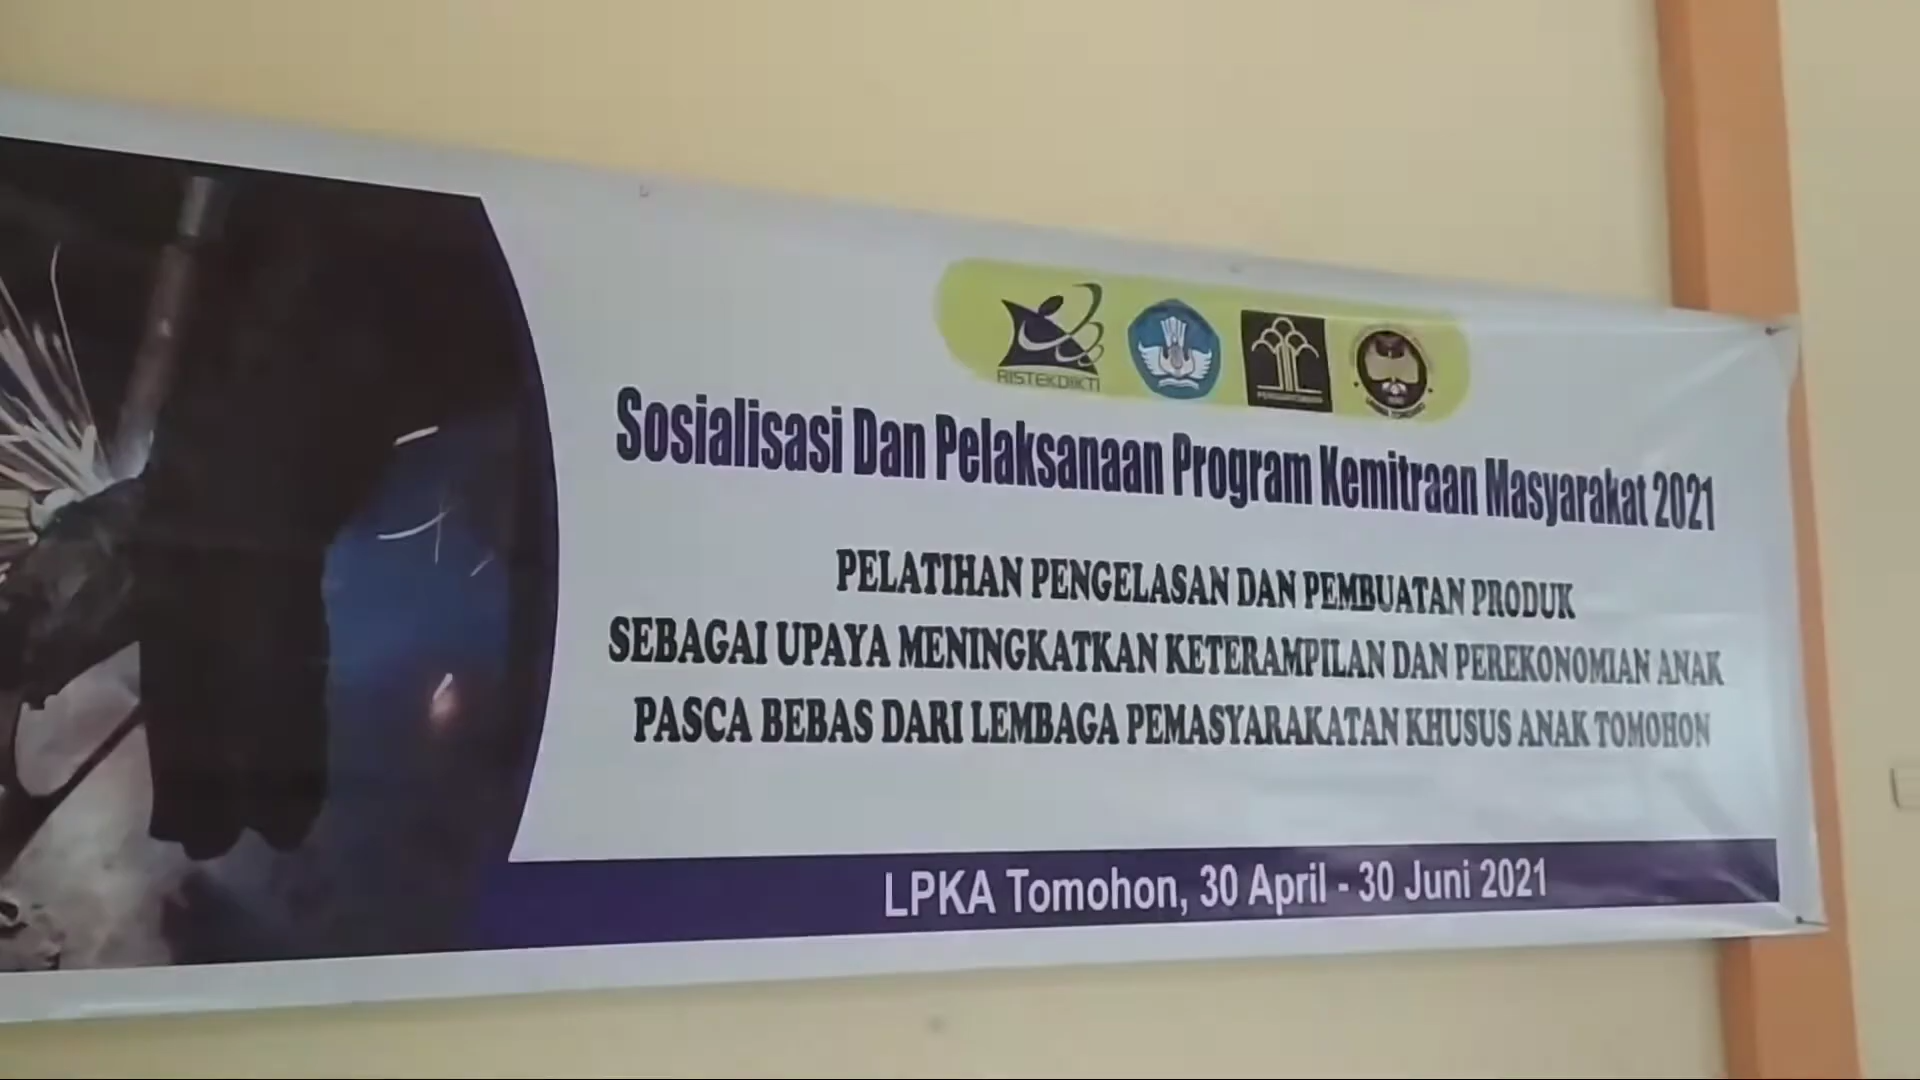 RISTEKDIKTI
Sosialisasi Dan Pelaksanaan Program Kemitraan Masyarakat 2021
PELATIHAN PENGELASAN DAN PEMBUATAN PRODUK
SEBAGAI UPAYA MENINGKATKAN KETERAMPILAN DAN PEREKONOMIAN ANAK
PASCA BEBAS DARI LEMBAGA PEMASYARAKATAN KHUSUS ANAK TOMOHON
LPKA Tomohon, 30 April - 30 Juni 2021